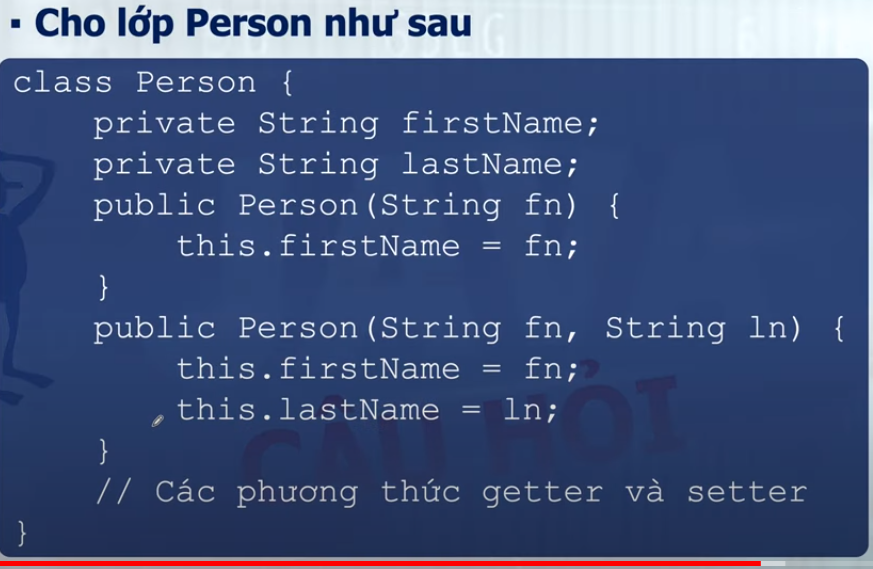 ▪ Cho lớp Person như sau
class Person {
    private String firstName;
    private String lastName;
    public Person(String fn) {
        this.firstName = fn;
    }
    public Person(String fn, String ln) {
        this.firstName = fn;
        this.lastName = ln;
    }
    // Các phương thức getter và setter
}
CÂU HỎI